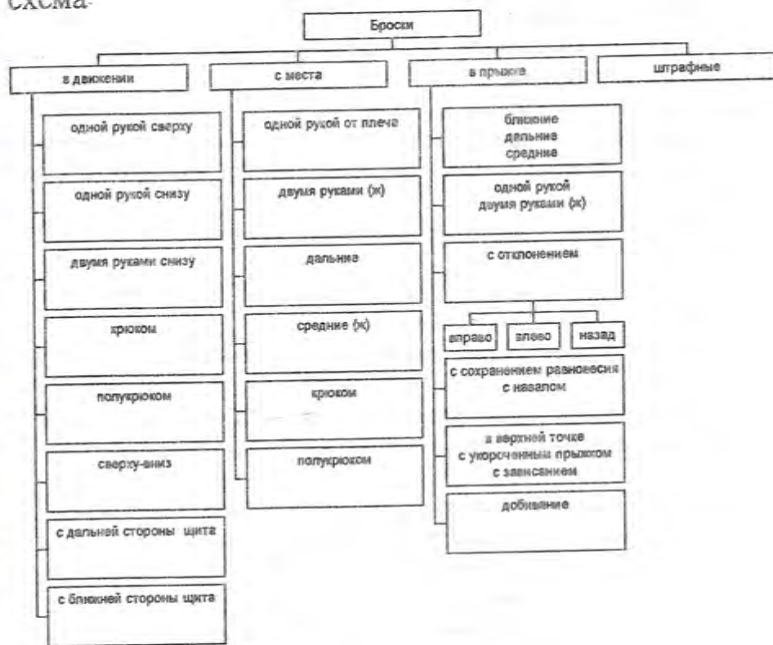 схема
Броски
в движении
с места
в прыжке
штрафные
одной рукой сверху
одной рукой снизу
двумя руками снизу
крюком
полукрюком
сверху-вниз
с дальней стороны щита
с ближней стороны щита
одной рукой от плеча
двумя руками (ж)
дальние
средние (ж)
крюком
полукрюком
ближние
дальние
средние
одной рукой
двумя руками (ж)
с отклонением
вправо
влево
назад
с сохранением равновесия
с навалом
в верхней точке
с укороченным прыжком
с зависанием
добивание